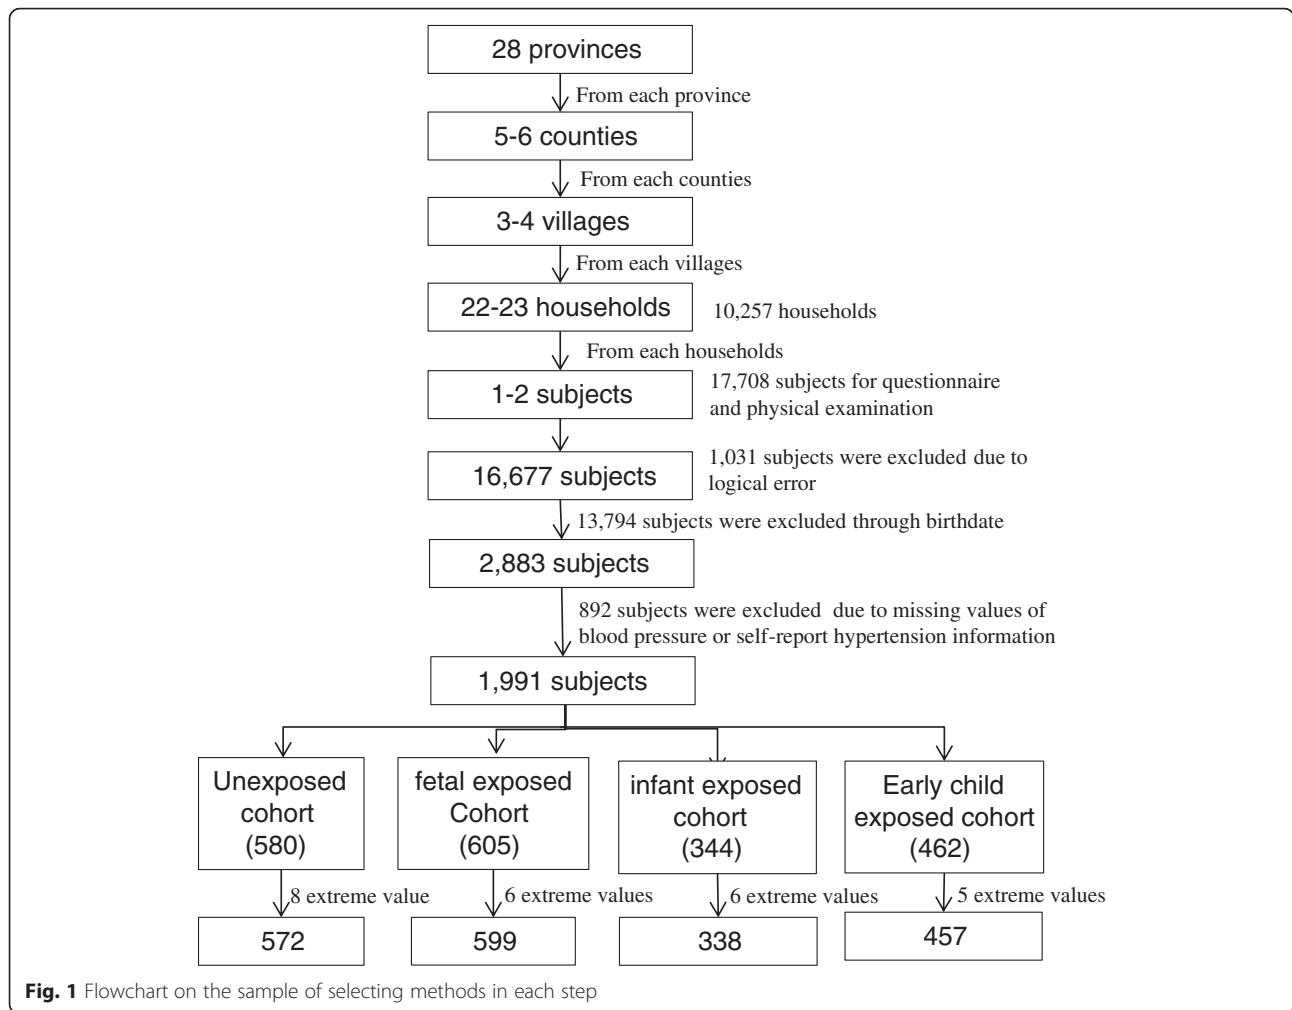 28 provinces
From each province
5-6 counties
From each counties
3-4 villages
From each villages
22-23 households
10,257 households
From each households
1-2 subjects
17,708 subjects for questionnaire
and physical examination
16,677 subjects
1,031 subjects were excluded due to
logical error
13,794 subjects were excluded through birthdate
2,883 subjects
892 subjects were excluded due to missing values of
blood pressure or self-report hypertension information
1,991 subjects
Unexposed
cohort
(580)
fetal exposed
Cohort
(605)
infant exposed
cohort
(344)
Early child
exposed cohort
(462)
8 extreme value
6 extreme values
6 extreme values
5 extreme values
572
599
338
457
Fig. 1 Flowchart on the sample of selecting methods in each step